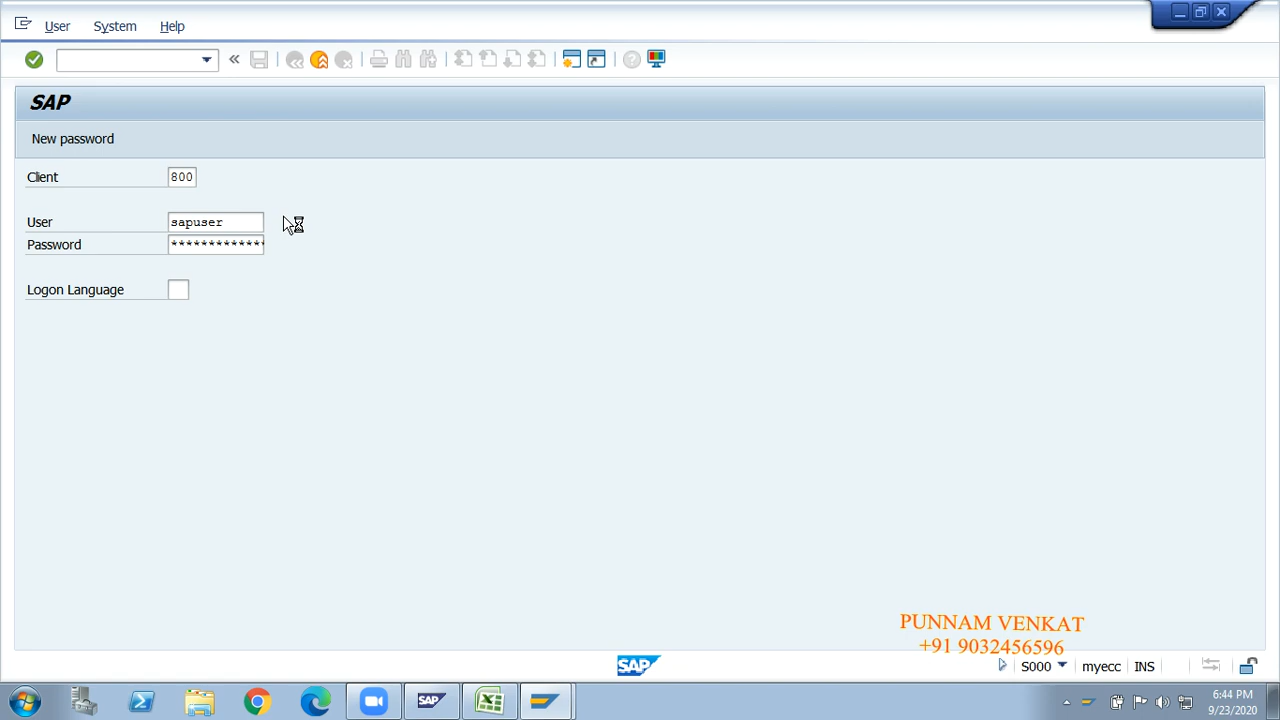 User System Help
SAP
New password
Client 800
User sapuser
Password *************
Logon Language
PUNNAM VENKAT
+91 9032456596
SAP S000 myecc INS
SAP
6:44 PM
9/23/2020